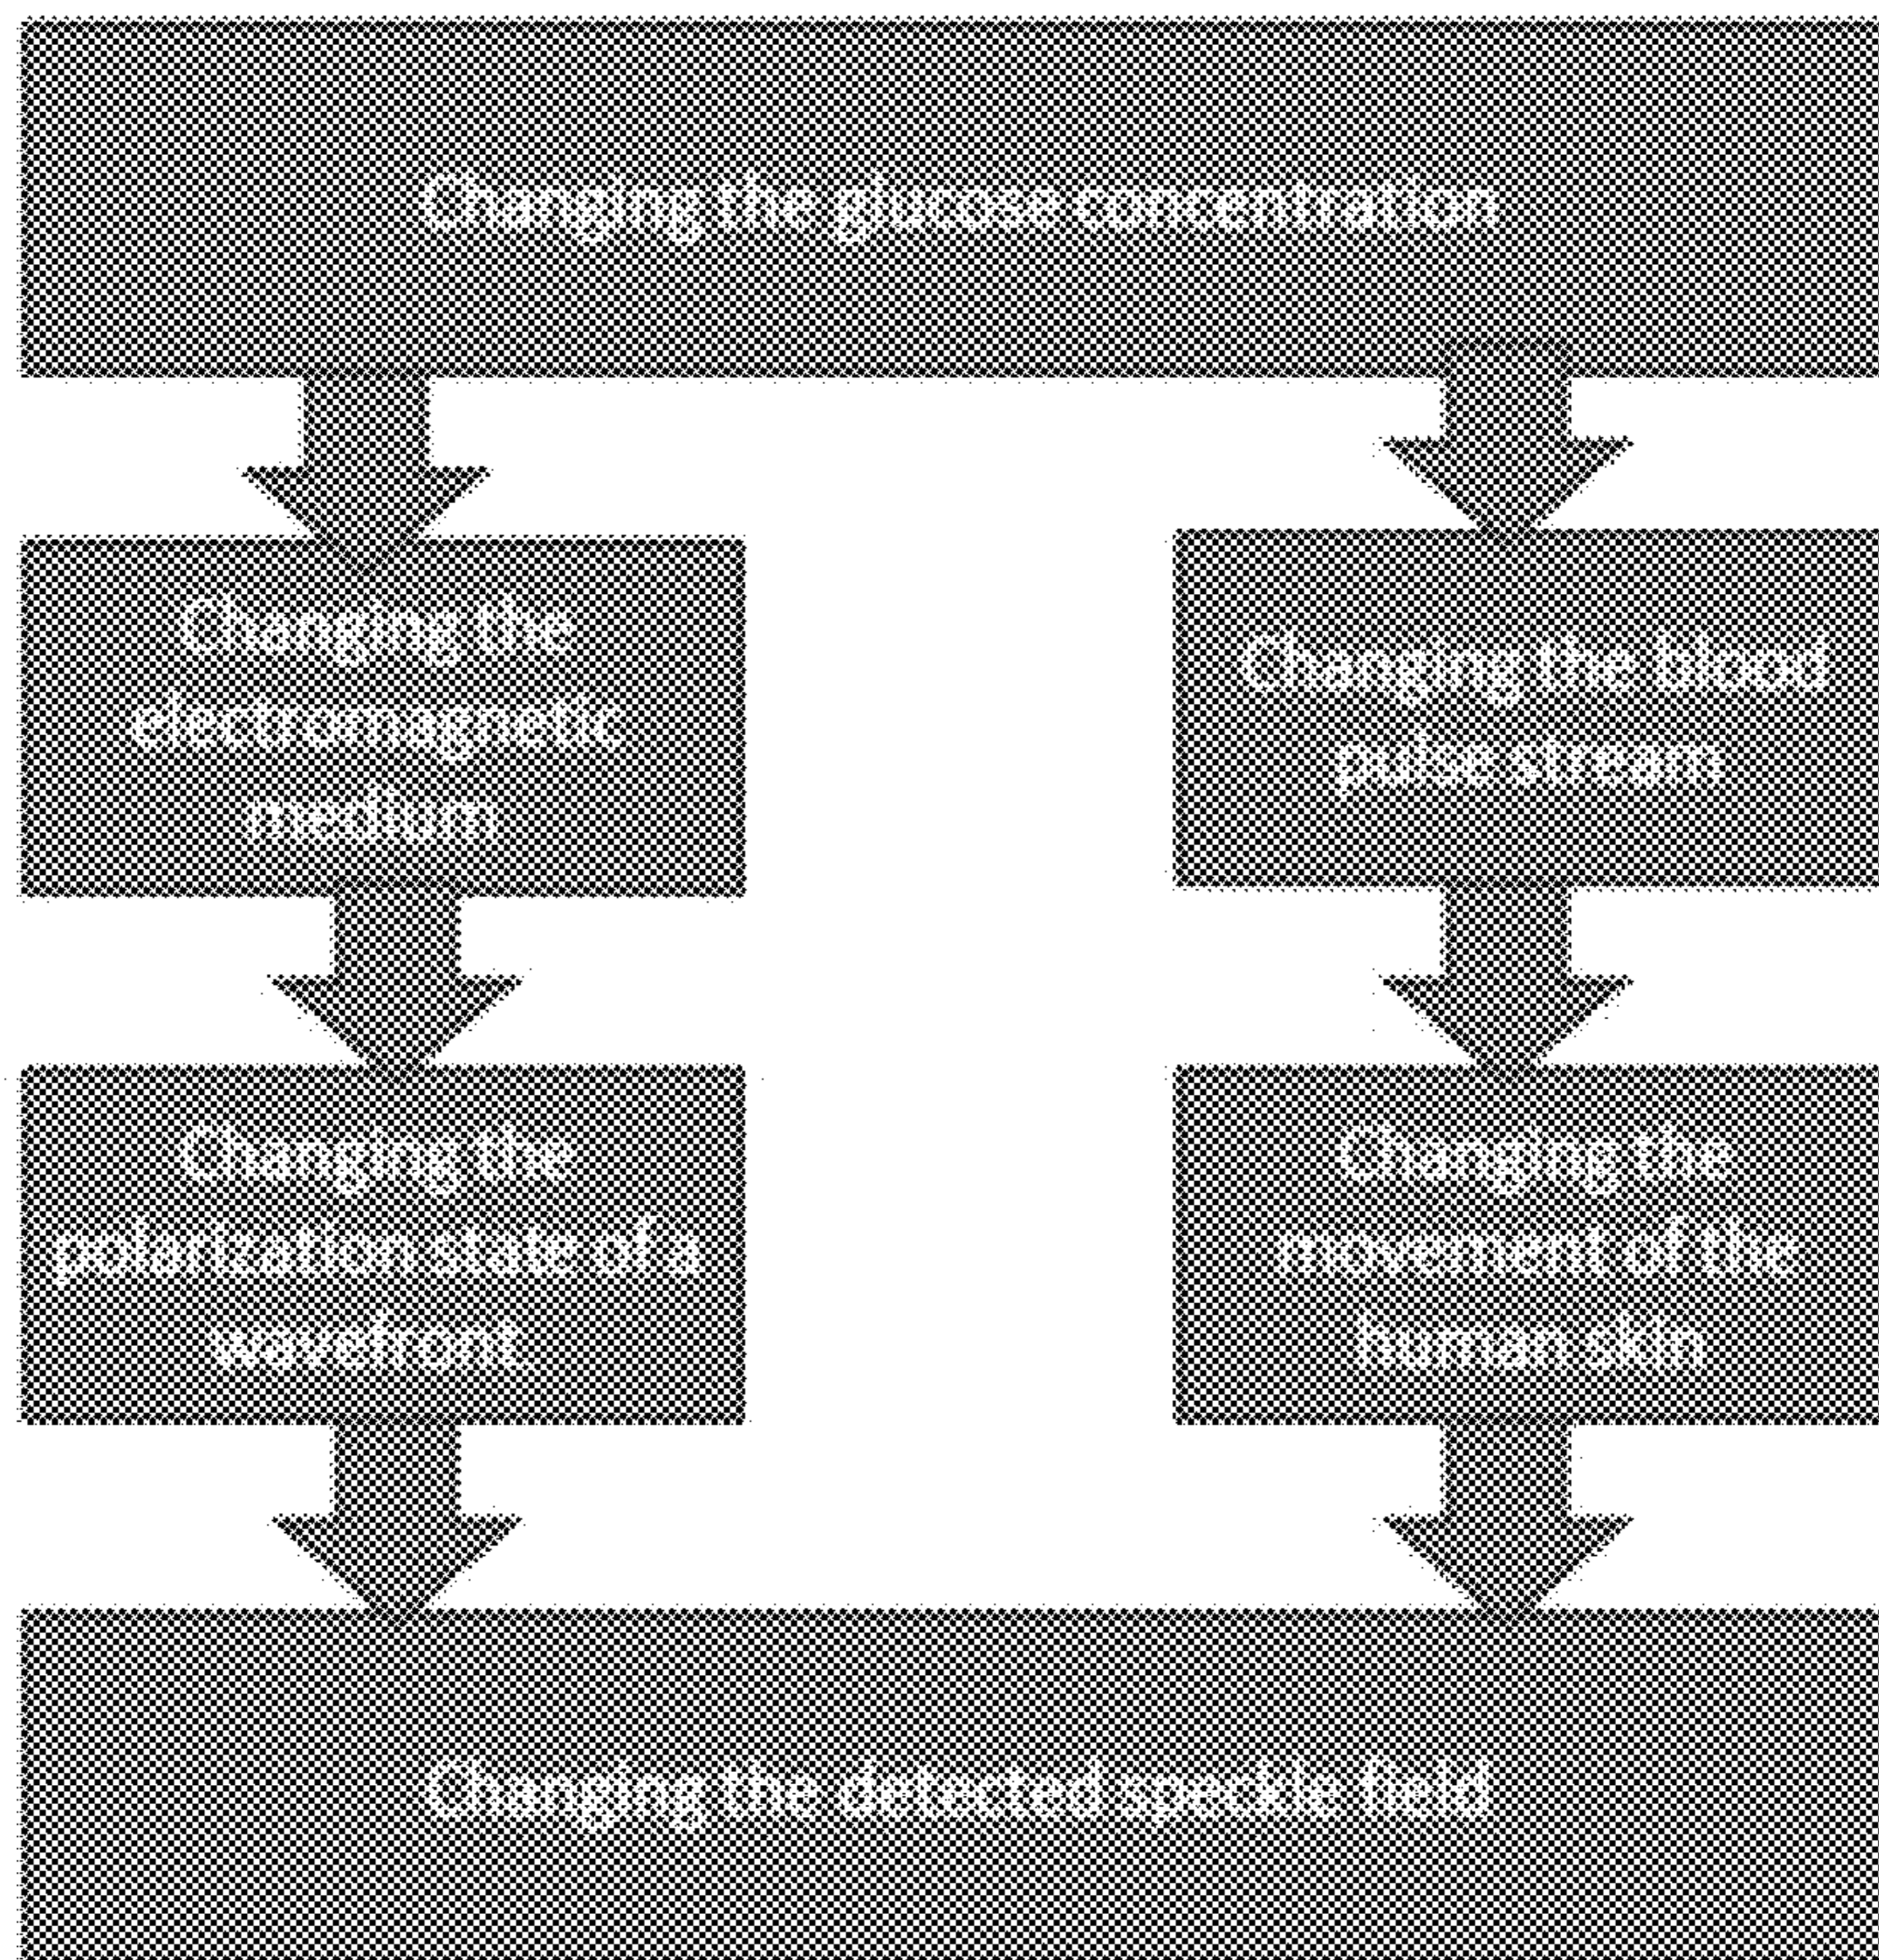 Changing the glucose concentration
Changing the
electromagnetic
medium
Changing the blood
pulse stream
Changing the
polarization state of a
wavefront.
Changing the
movement of the
human skin
Changing the detected speckle field